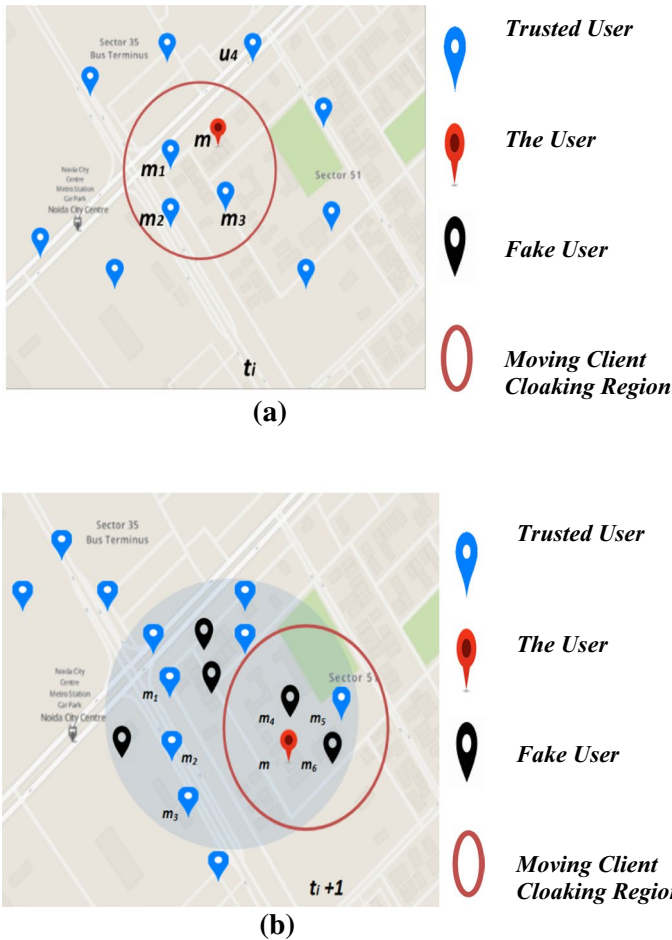 Sector 35
Bus Terminus
u4
Trusted User
m
The User
m1
Noida City
Centre
Metro Station
Car Park
Noida City Centre
Sector 51
m2
m3
Fake User
ti
Moving Client
Cloaking Region
(a)
Sector 35
Bus Terminus
Trusted User
The User
Noida City
Centre
Metro Station
Car Park
Noida City Centre
Sector 51
m1
m4
m5
m2
m
m6
Fake User
m3
ti +1
Moving Client
Cloaking Region
(b)